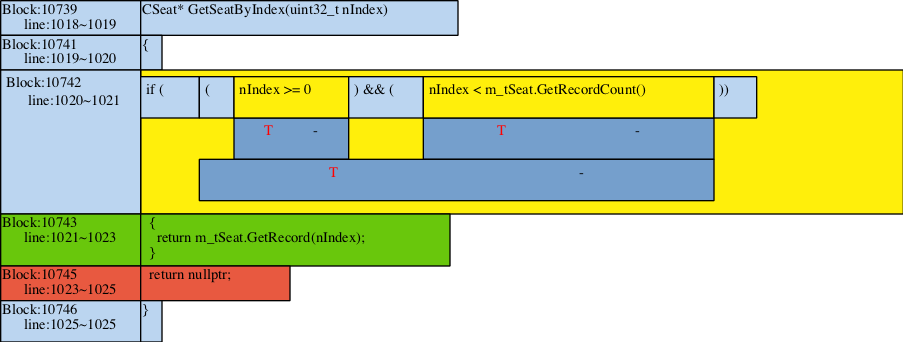 Block:10739 CSeat* GetSeatByIndex(uint32_t nIndex)
line:1018~1019
Block:10741 {
line:1019~1020
Block:10742
if ( ( nIndex >= 0 ) && ( nIndex < m_tSeat.GetRecordCount() ))
line:1020~1021
T - T -
T -
Block:10743 {
line:1021~1023 return m_tSeat.GetRecord(nIndex);
}
Block:10745 return nullptr;
line:1023~1025
Block:10746 }
line:1025~1025